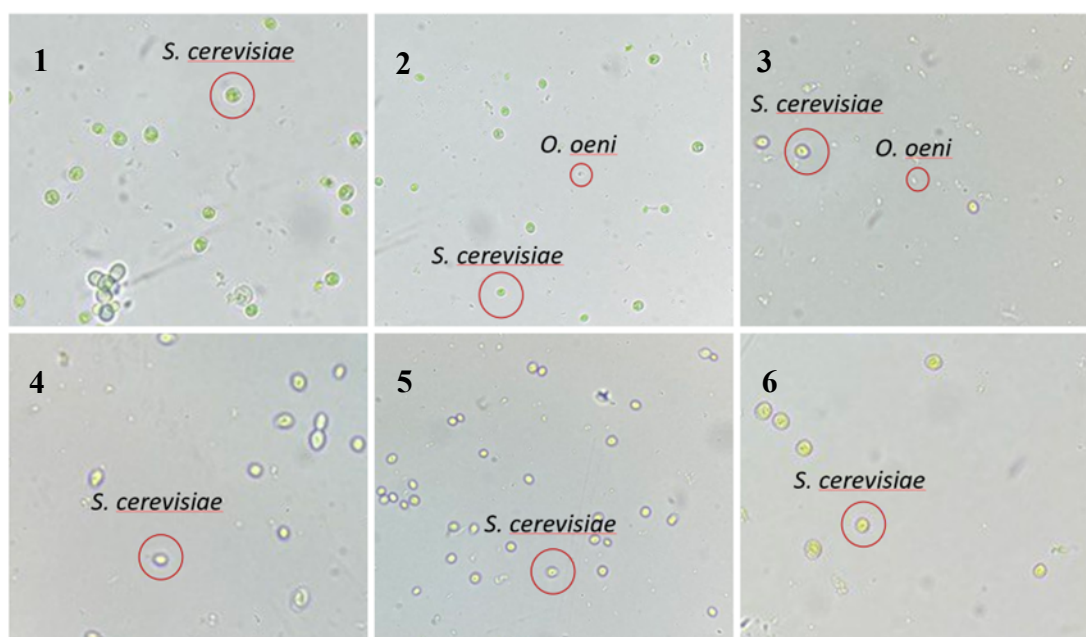 1
S. cerevisiae
2
O. oeni
S. cerevisiae
3
S. cerevisiae
O. oeni
4
S. cerevisiae
5
S. cerevisiae
6
S. cerevisiae